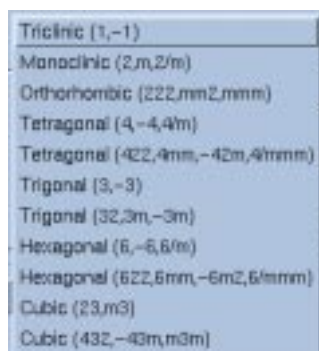 Triclinic (1,-1)
Monoclinic (2,m,2/m)
Orthorhombic (222,mm2,mmm)
Tetragonal (4,-4,4/m)
Tetragonal (422,4mm,-42m,4/mmm)
Trigonal (3,-3)
Trigonal (32,3m,-3m)
Hexagonal (6,-6,6/m)
Hexagonal (622,6mm,-6m2,6/mmm)
Cubic (23,m3)
Cubic (432,-43m,m3m)